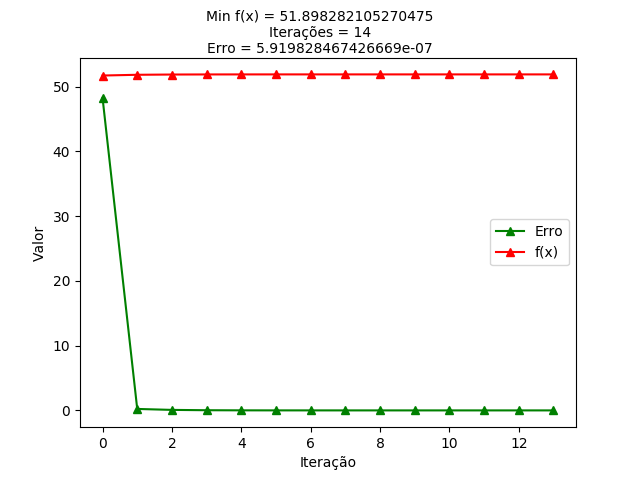 Min f(x) = 51.898282105270475
Iterações = 14
Erro = 5.919828467426669e-07
50
40
30
20
10
0
Valor
Erro
f(x)
0 2 4 6 8 10 12
Iteração